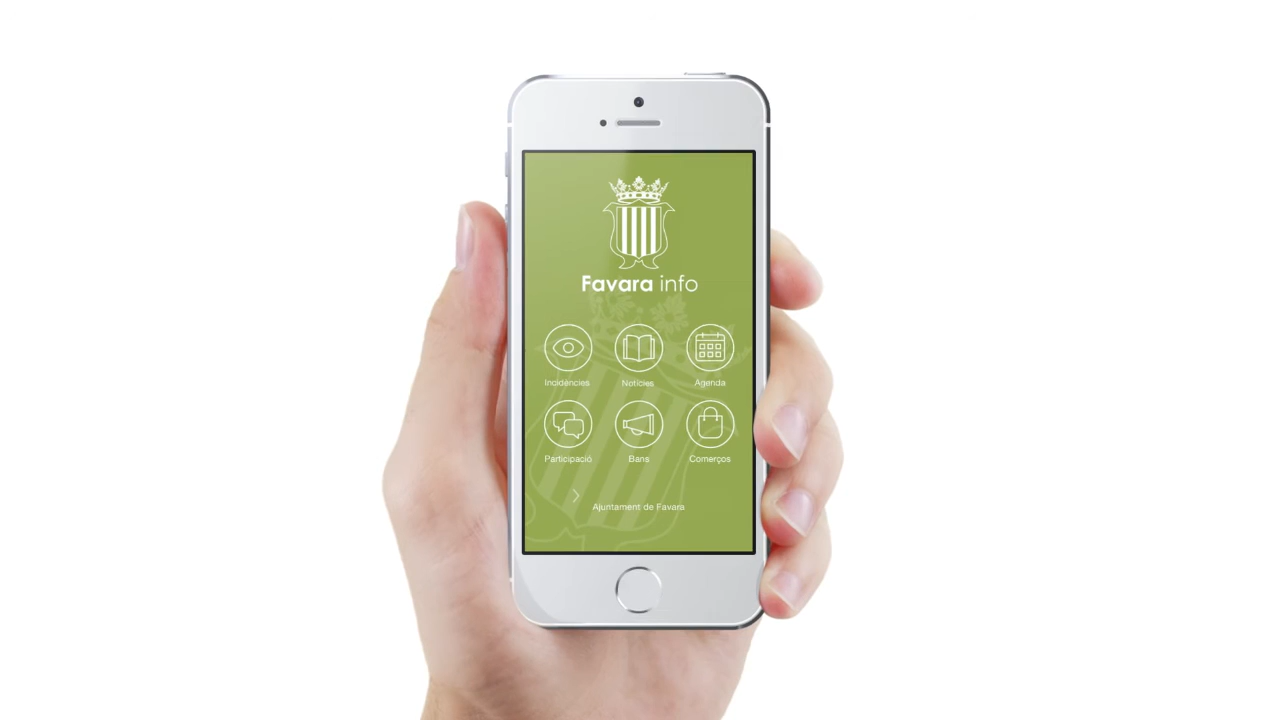 Favara info
Incidències Notícies Agenda
Participació Bans Comerços
Ajuntament de Favara